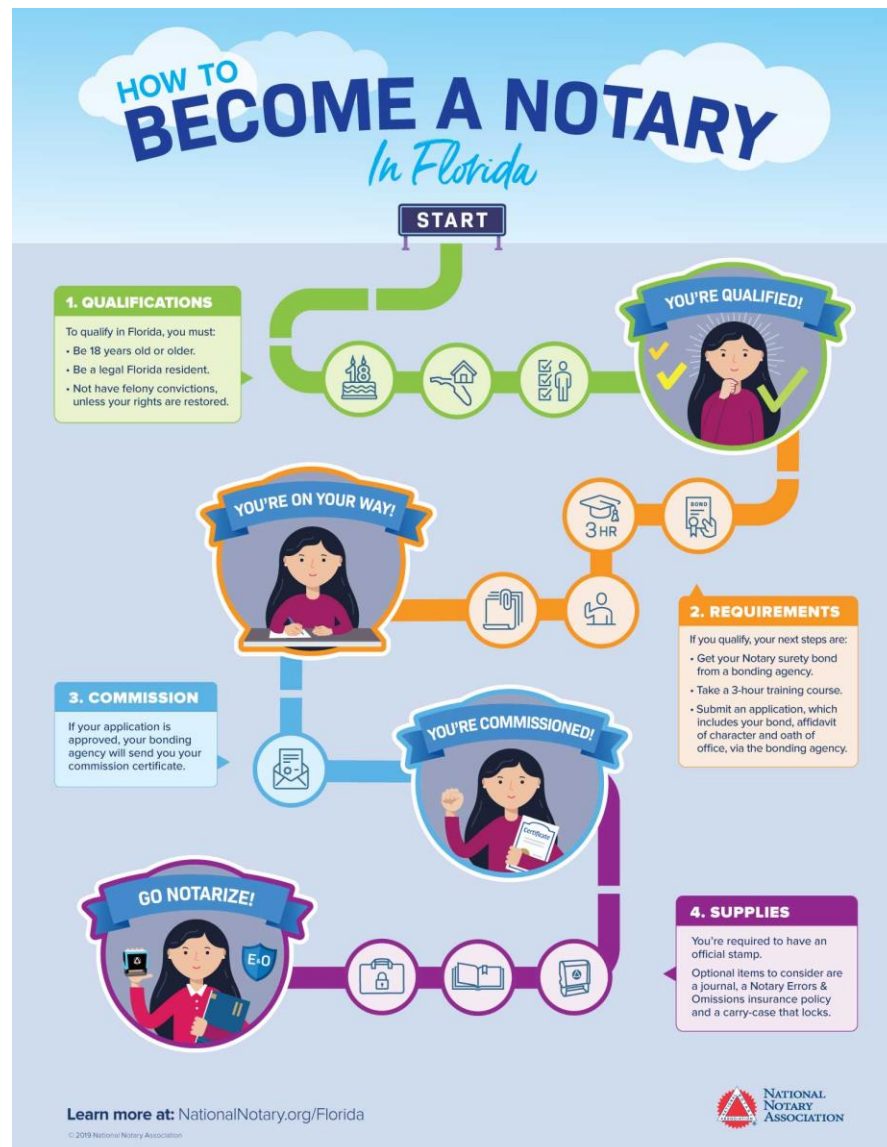 HOW TO
BECOME A NOTARY
In Florida
START
1. QUALIFICATIONS
To qualify in Florida, you must:
• Be 18 years old or older.
• Be a legal Florida resident.
• Not have felony convictions,
unless your rights are restored.
18
YOU'RE QUALIFIED!
YOU'RE ON YOUR WAY!
3 HR
BOND
2. REQUIREMENTS
If you qualify, your next steps are:
• Get your Notary surety bond
from a bonding agency.
• Take a 3-hour training course.
• Submit an application, which
includes your bond, affidavit
of character and oath of
office, via the bonding agency.
3. COMMISSION
If your application is
approved, your bonding
agency will send you your
commission certificate.
YOU'RE COMMISSIONED!
Certificate
GO NOTARIZE!
E&O
4. SUPPLIES
You're required to have an
official stamp.
Optional items to consider are
a journal, a Notary Errors &
Omissions insurance policy
and a carry-case that locks.
Learn more at: NationalNotary.org/Florida
© 2019 National Notary Association
NATIONAL
NOTARY
ASSOCIATION